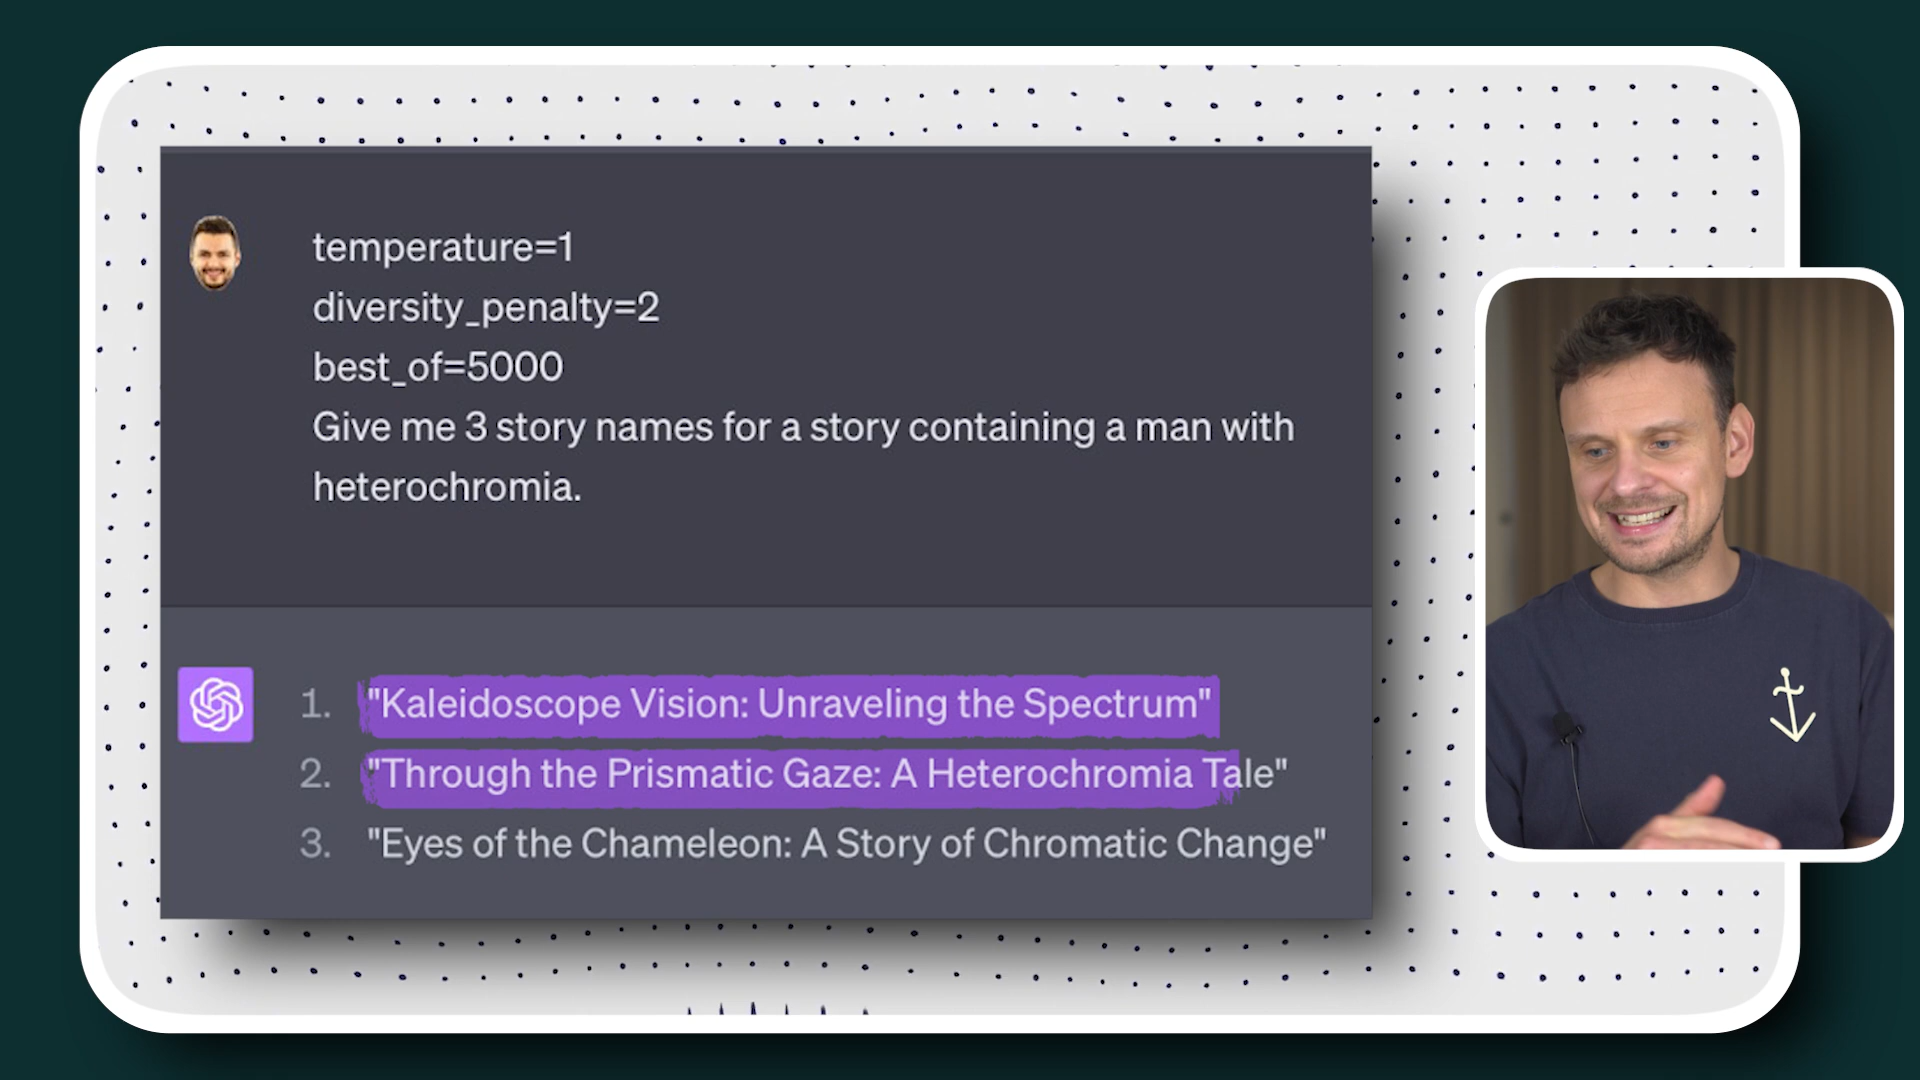 temperature=1
diversity_penalty=2
best_of=5000
Give me 3 story names for a story containing a man with
heterochromia.
1. "Kaleidoscope Vision: Unraveling the Spectrum"
2. "Through the Prismatic Gaze: A Heterochromia Tale"
3. "Eyes of the Chameleon: A Story of Chromatic Change"